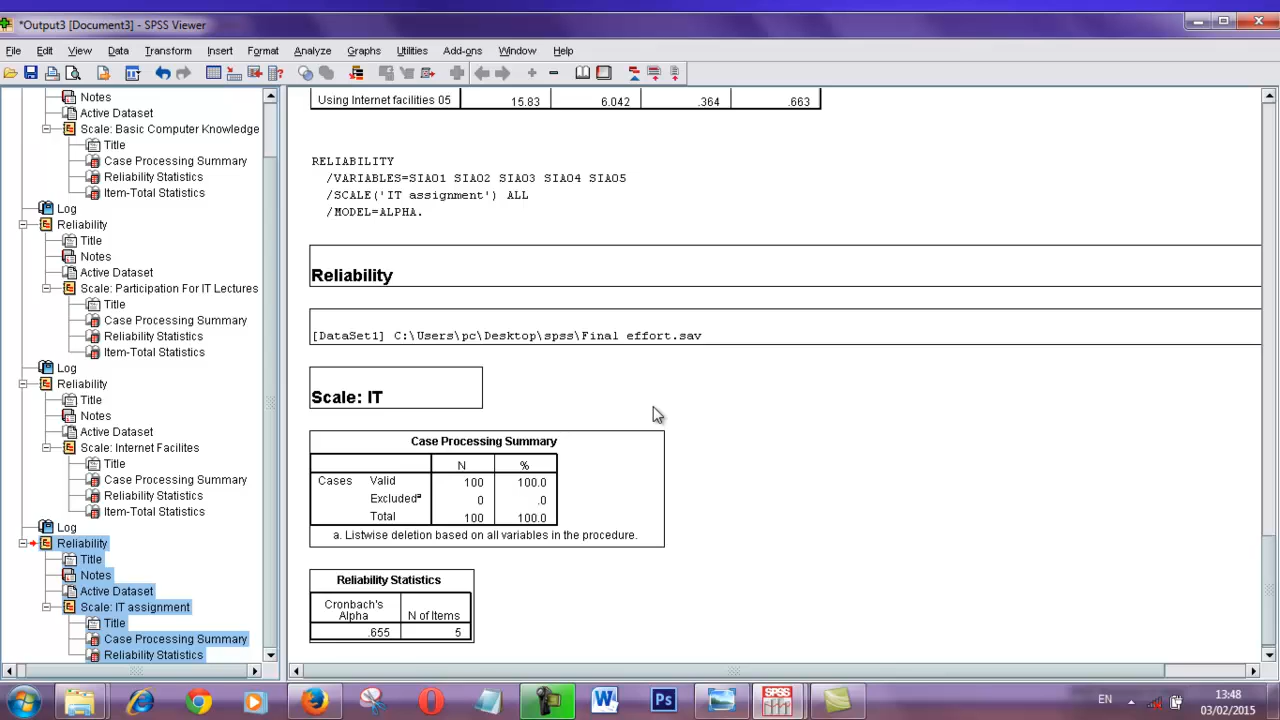 *Output3 [Document3] - SPSS Viewer
File Edit View Data Transform Insert Format Analyze Graphs Utilities Add-ons Window Help
Notes
Active Dataset
Scale: Basic Computer Knowledge
Title
Case Processing Summary
Reliability Statistics
Item-Total Statistics
Log
Reliability
Title
Notes
Active Dataset
Scale: Participation For IT Lectures
Title
Case Processing Summary
Reliability Statistics
Item-Total Statistics
Log
Reliability
Title
Notes
Active Dataset
Scale: Internet Facilites
Title
Case Processing Summary
Reliability Statistics
Item-Total Statistics
Log
Reliability
Title
Notes
Active Dataset
Scale: IT assignment
Title
Case Processing Summary
Reliability Statistics
Using Internet facilities 05 15.83 6.042 .364 .663
RELIABILITY
/VARIABLES=SIA01 SIA02 SIA03 SIA04 SIA05
/SCALE('IT assignment') ALL
/MODEL=ALPHA.
Reliability
[DataSet1] C:\Users\pc\Desktop\spss\Final effort.sav
Scale: IT
Case Processing Summary
N %
Cases Valid 100 100.0
Excludedª 0 .0
Total 100 100.0
a. Listwise deletion based on all variables in the procedure.
Reliability Statistics
Cronbach's
Alpha N of Items
.655 5
W Ps SPSS EN 13:48
03/02/2015